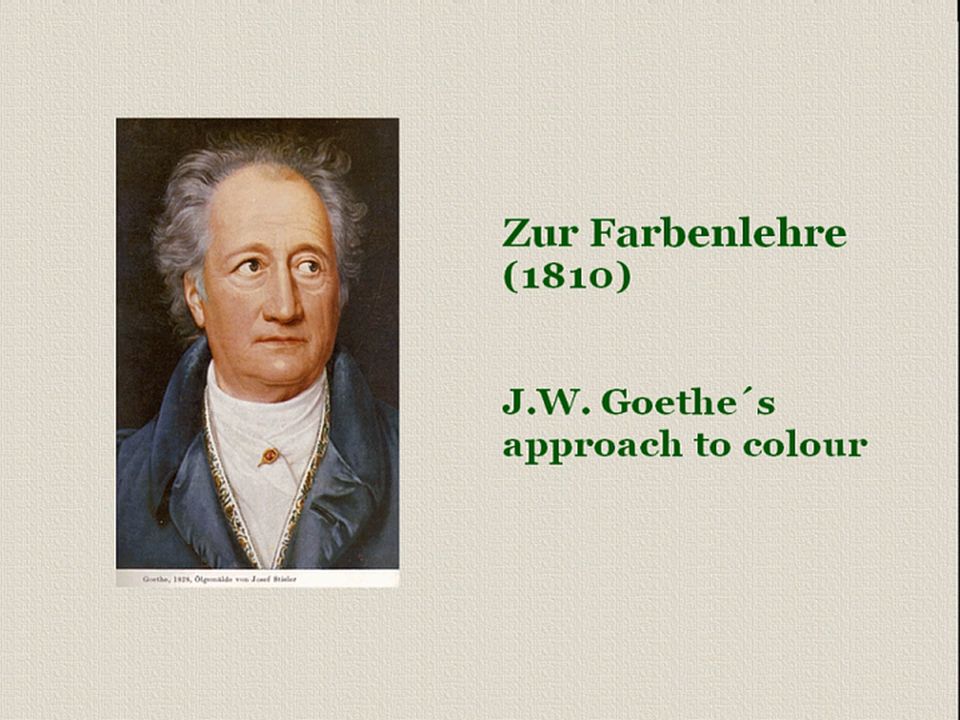 Zur Farbenlehre
(1810)
J.W. Goethe´s
approach to colour
Goethe, 1828, Ölgemälde von Josef Stieler